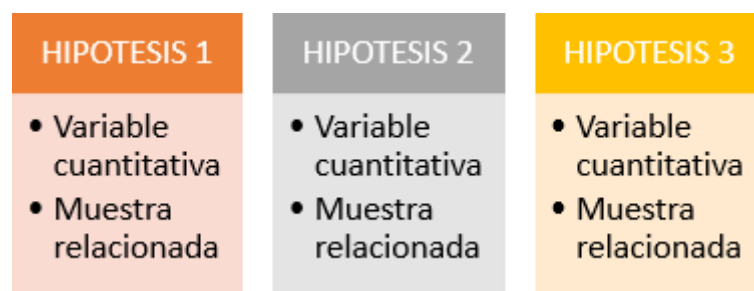 HIPOTESIS 1
• Variable
cuantitativa
• Muestra
relacionada
HIPOTESIS 2
• Variable
cuantitativa
• Muestra
relacionada
HIPOTESIS 3
• Variable
cuantitativa
• Muestra
relacionada